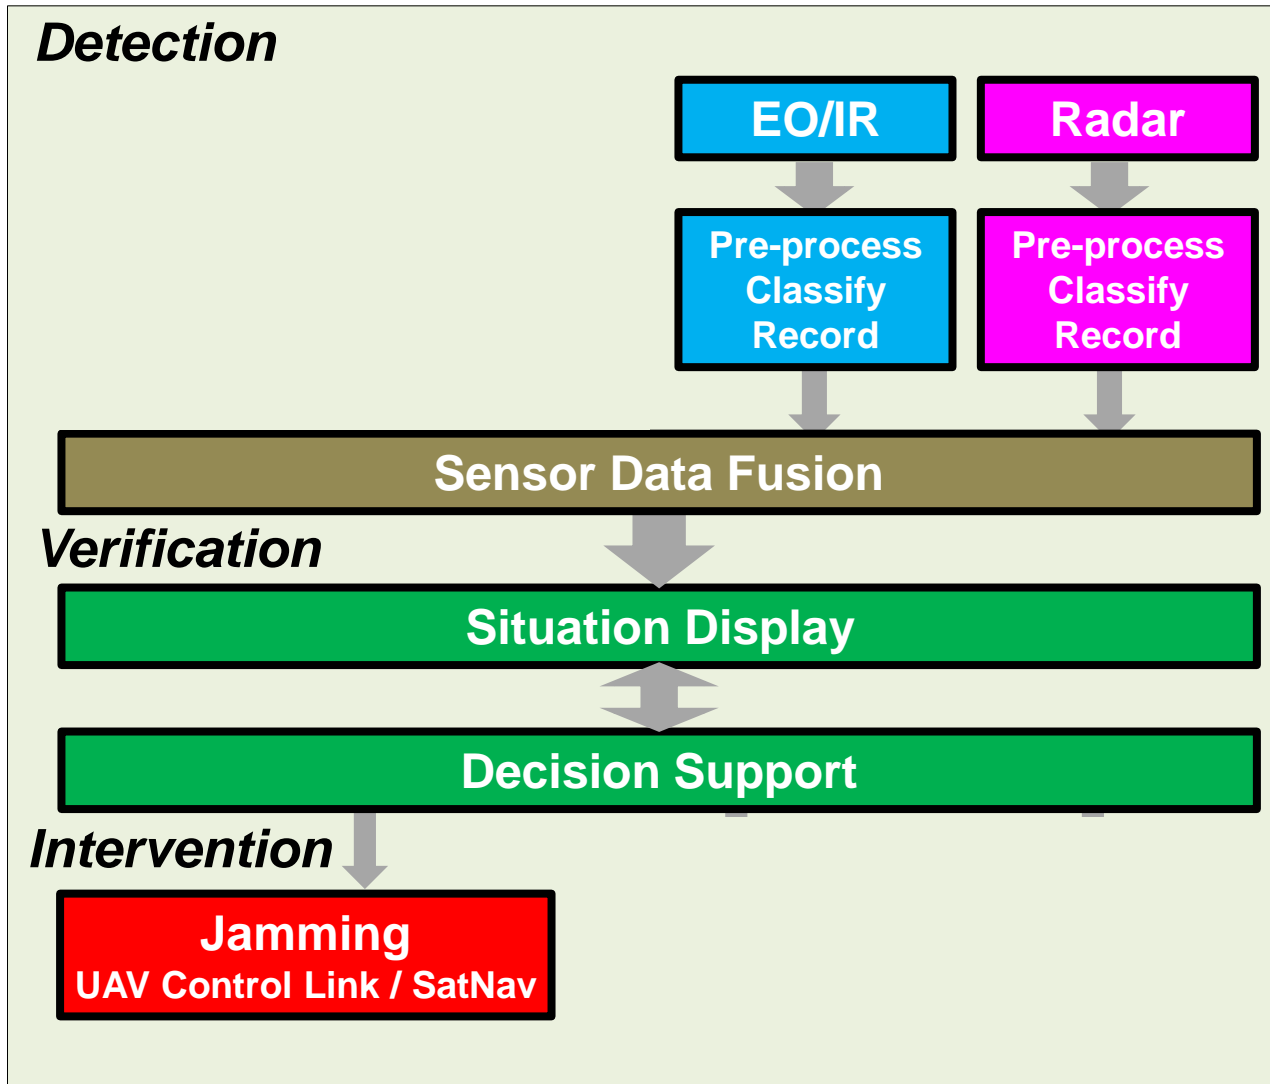 Detection
EO/IR
Radar
Pre-process
Classify
Record
Pre-process
Classify
Record
Sensor Data Fusion
Verification
Situation Display
Decision Support
Intervention
Jamming
UAV Control Link / SatNav